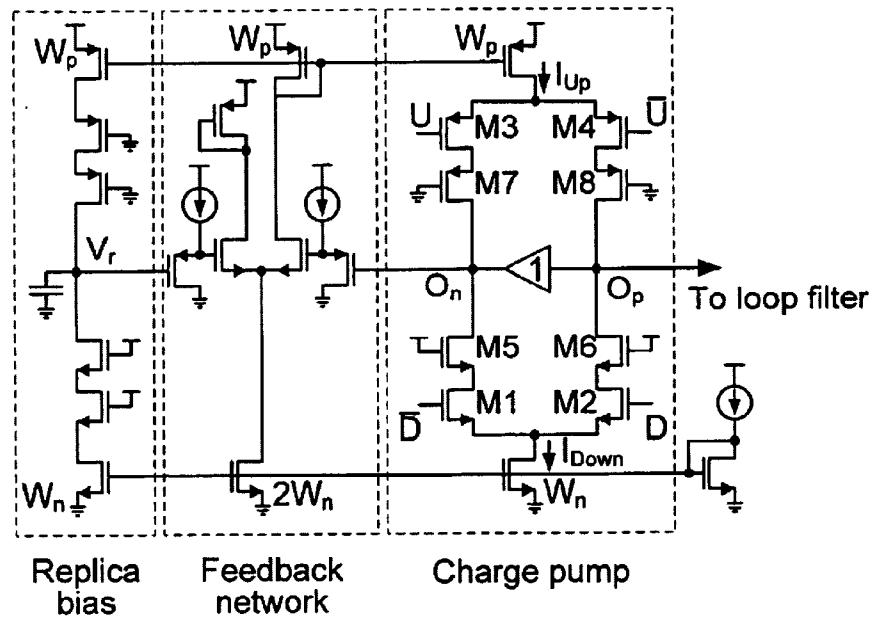 Wp
Wp
Wp
IUp
U
M3
M4
U̅
M7
M8
Vr
1
On
Op
To loop filter
M5
M6
D̅
M1
M2
D
IDown
Wn
2Wn
Wn
Replica
bias
Feedback
network
Charge pump